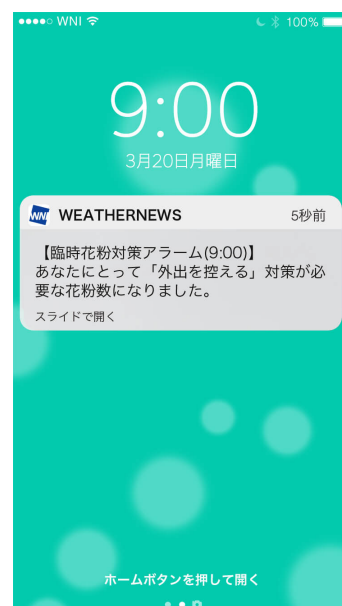 WNI 100%
9:00
3月20日月曜日
WNI WEATHERNEWS 5秒前
【臨時花粉対策アラーム(9:00)】
あなたにとって「外出を控える」対策が必
要な花粉数になりました。
スライドで開く
ホームボタンを押して開く